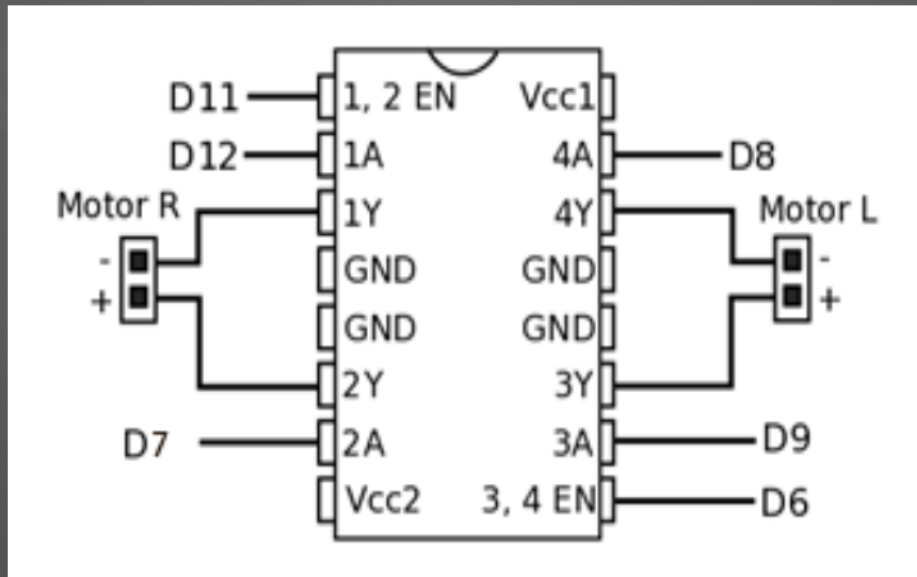 D11 1, 2 EN Vcc1
D12 1A 4A D8
Motor R 1Y 4Y Motor L
- GND GND -
+ GND GND +
2Y 3Y
D7 2A 3A D9
Vcc2 3, 4 EN D6